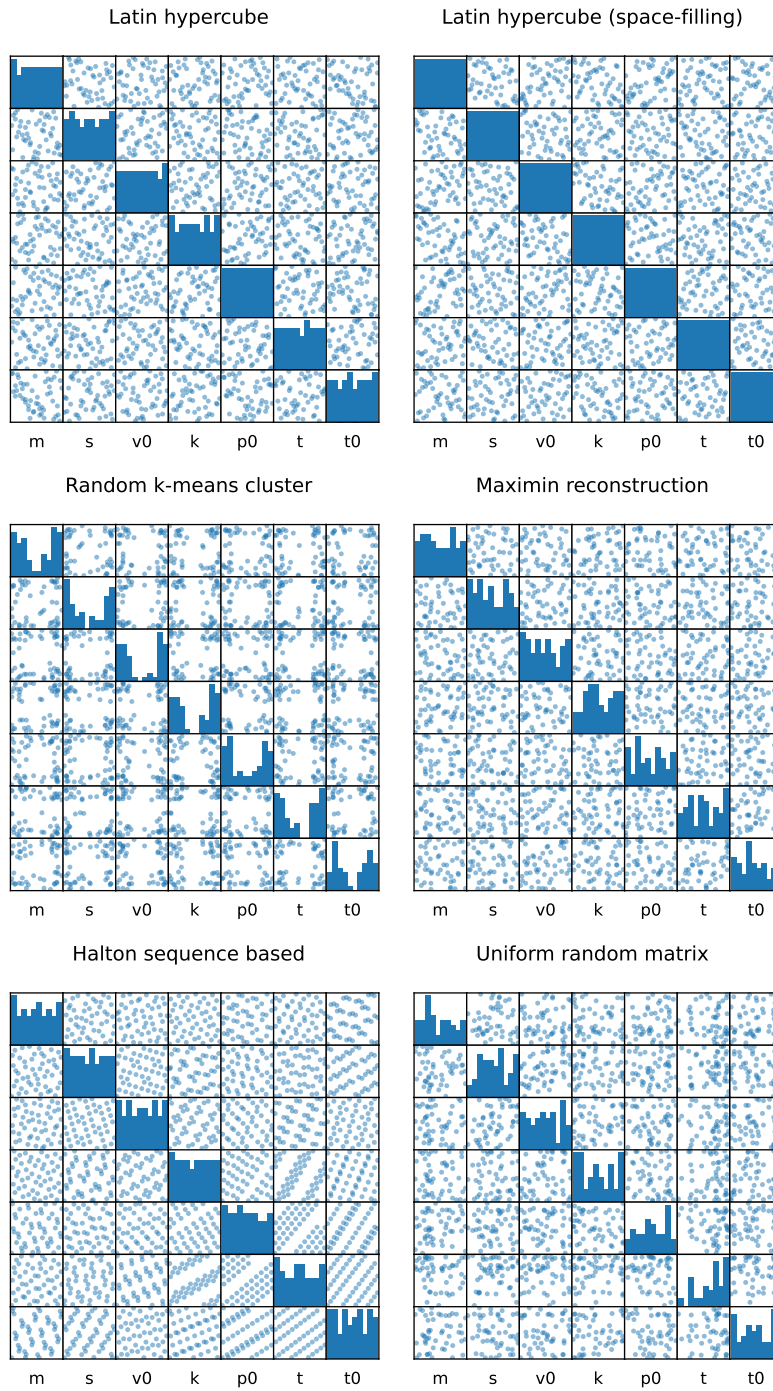 Latin hypercube
Latin hypercube (space-filling)
m s v0 k p0 t t0
m s v0 k p0 t t0
Random k-means cluster
Maximin reconstruction
m s v0 k p0 t t0
m s v0 k p0 t t0
Halton sequence based
Uniform random matrix
m s v0 k p0 t t0
m s v0 k p0 t t0